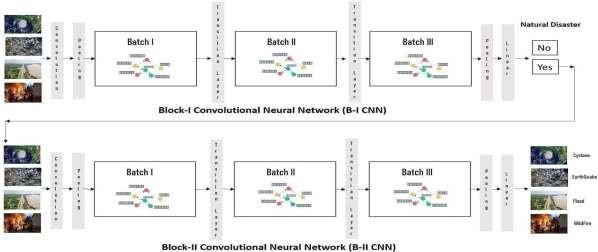 Natural Disaster
Convolution
Pooling
Batch I
Transition Layer
Batch II
Transition Layer
Batch III
Pooling
Linear
No
Yes
Block-I Convolutional Neural Network (B-I CNN)
Convolution
Pooling
Batch I
Transition Layer
Batch II
Transition Layer
Batch III
Pooling
Linear
Cyclone
EarthQuake
Flood
WildFire
Block-II Convolutional Neural Network (B-II CNN)